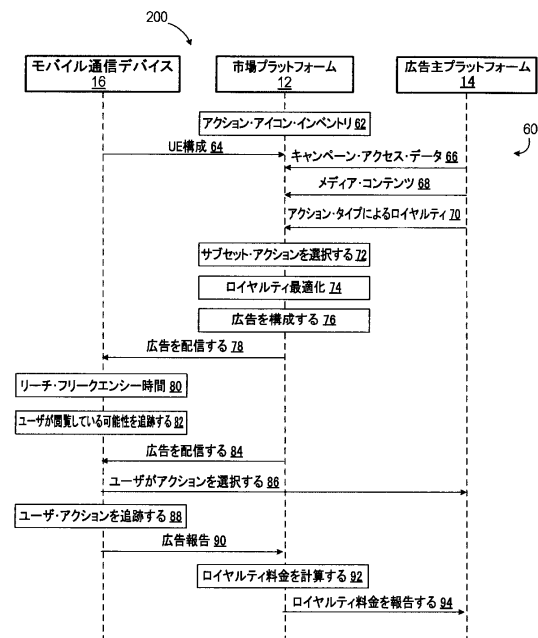 200
モバイル通信デバイス
16
市場プラットフォーム
12
広告主プラットフォーム
14
アクション・アイコン・インベントリ 62
60
UE構成 64
キャンペーン・アクセス・データ 66
メディア・コンテンツ 68
アクション・タイプによるロイヤルティ 70
サブセット・アクションを選択する 72
ロイヤルティ最適化 74
広告を構成する 76
広告を配信する 78
リーチ・フリークエンシー時間 80
ユーザが閲覧している可能性を追跡する 82
広告を配信する 84
ユーザがアクションを選択する 86
ユーザ・アクションを追跡する 88
広告報告 90
ロイヤルティ料金を計算する 92
ロイヤルティ料金を報告する 94